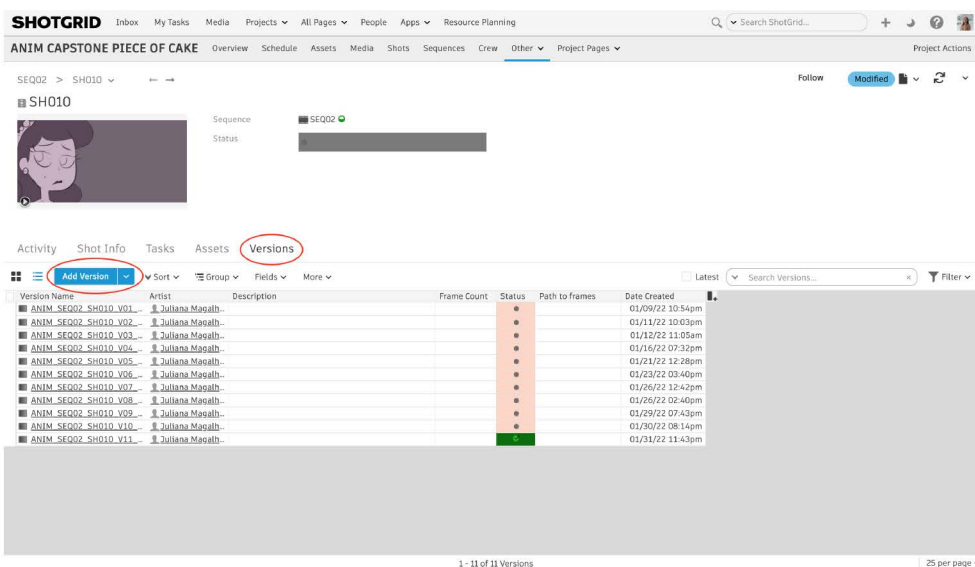 SHOTGRID Inbox My Tasks Media Projects All Pages People Apps Resource Planning Search ShotGrid...
ANIM CAPSTONE PIECE OF CAKE Overview Schedule Assets Media Shots Sequences Crew Other Project Pages Project Actions
SEQ02 > SH010 ← → Follow Modified
SH010
Sequence SEQ02
Status
Activity Shot Info Tasks Assets Versions
Add Version Sort Group Fields More Latest Search Versions... Filter
Version Name Artist Description Frame Count Status Path to frames Date Created
ANIM_SEQ02_SH010_V01_... Juliana Magalh... 01/09/22 10:54pm
ANIM_SEQ02_SH010_V02_... Juliana Magalh... 01/11/22 10:03pm
ANIM_SEQ02_SH010_V03_... Juliana Magalh... 01/12/22 11:05am
ANIM_SEQ02_SH010_V04_... Juliana Magalh... 01/16/22 07:32pm
ANIM_SEQ02_SH010_V05_... Juliana Magalh... 01/21/22 12:28pm
ANIM_SEQ02_SH010_V06_... Juliana Magalh... 01/23/22 03:40pm
ANIM_SEQ02_SH010_V07_... Juliana Magalh... 01/26/22 12:42pm
ANIM_SEQ02_SH010_V08_... Juliana Magalh... 01/26/22 02:40pm
ANIM_SEQ02_SH010_V09_... Juliana Magalh... 01/29/22 07:43pm
ANIM_SEQ02_SH010_V10_... Juliana Magalh... 01/30/22 08:14pm
ANIM_SEQ02_SH010_V11_... Juliana Magalh... 01/31/22 11:43pm
1 - 11 of 11 Versions 25 per page